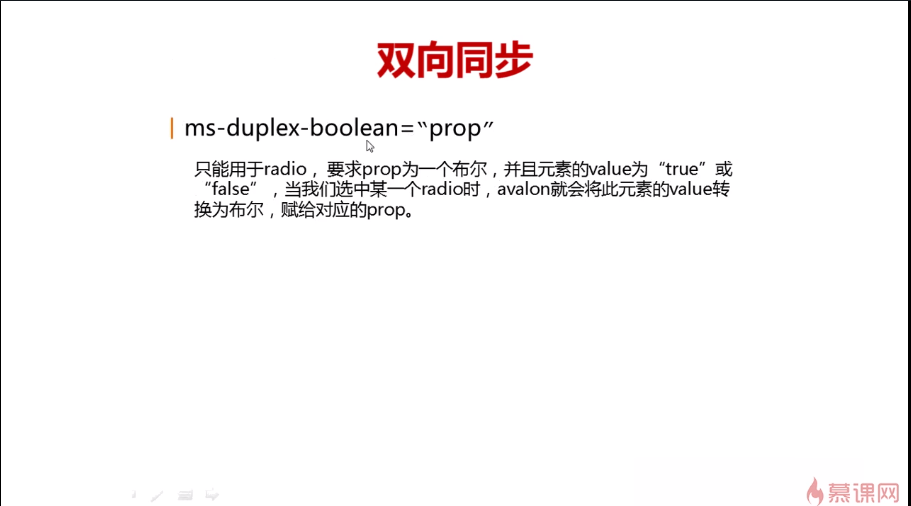 双向同步
ms-duplex-boolean=“prop”
只能用于radio，要求prop为一个布尔，并且元素的value为“true”或
“false”，当我们选中某一个radio时，avalon就会将此元素的value转
换为布尔，赋给对应的prop。
慕课网